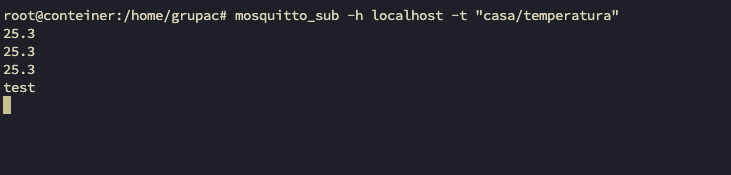 root@conteiner:/home/grupac# mosquitto_sub -h localhost -t "casa/temperatura"
25.3
25.3
25.3
test